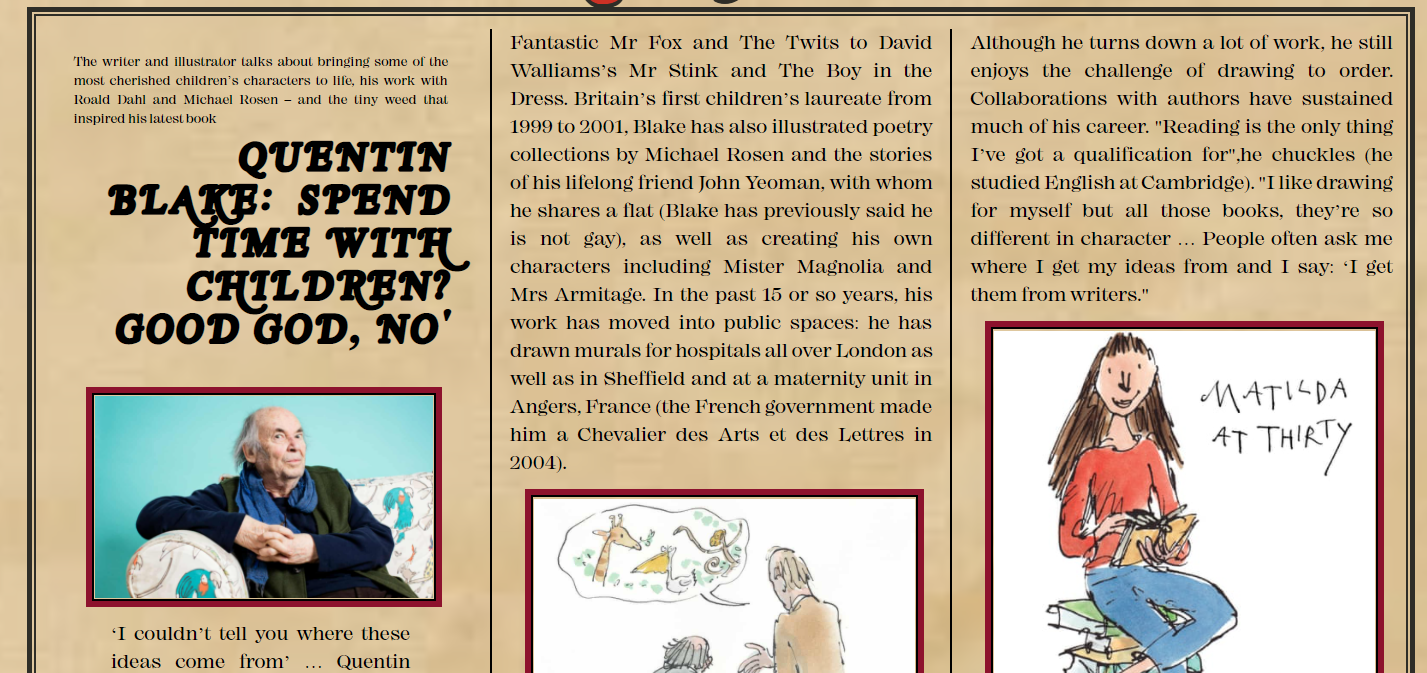 The writer and illustrator talks about bringing some of the
most cherished children's characters to life, his work with
Roald Dahl and Michael Rosen – and the tiny weed that
inspired his latest book
QUENTIN
BLAKE: SPEND
TIME WITH
CHILDREN?
GOOD GOD, NO'
‘I couldn’t tell you where these
ideas come from’ … Quentin
Fantastic Mr Fox and The Twits to David
Walliams’s Mr Stink and The Boy in the
Dress. Britain’s first children’s laureate from
1999 to 2001, Blake has also illustrated poetry
collections by Michael Rosen and the stories
of his lifelong friend John Yeoman, with whom
he shares a flat (Blake has previously said he
is not gay), as well as creating his own
characters including Mister Magnolia and
Mrs Armitage. In the past 15 or so years, his
work has moved into public spaces: he has
drawn murals for hospitals all over London as
well as in Sheffield and at a maternity unit in
Angers, France (the French government made
him a Chevalier des Arts et des Lettres in
2004).
Although he turns down a lot of work, he still
enjoys the challenge of drawing to order.
Collaborations with authors have sustained
much of his career. "Reading is the only thing
I’ve got a qualification for",he chuckles (he
studied English at Cambridge). "I like drawing
for myself but all those books, they’re so
different in character … People often ask me
where I get my ideas from and I say: ‘I get
them from writers."
MATILDA
AT THIRTY